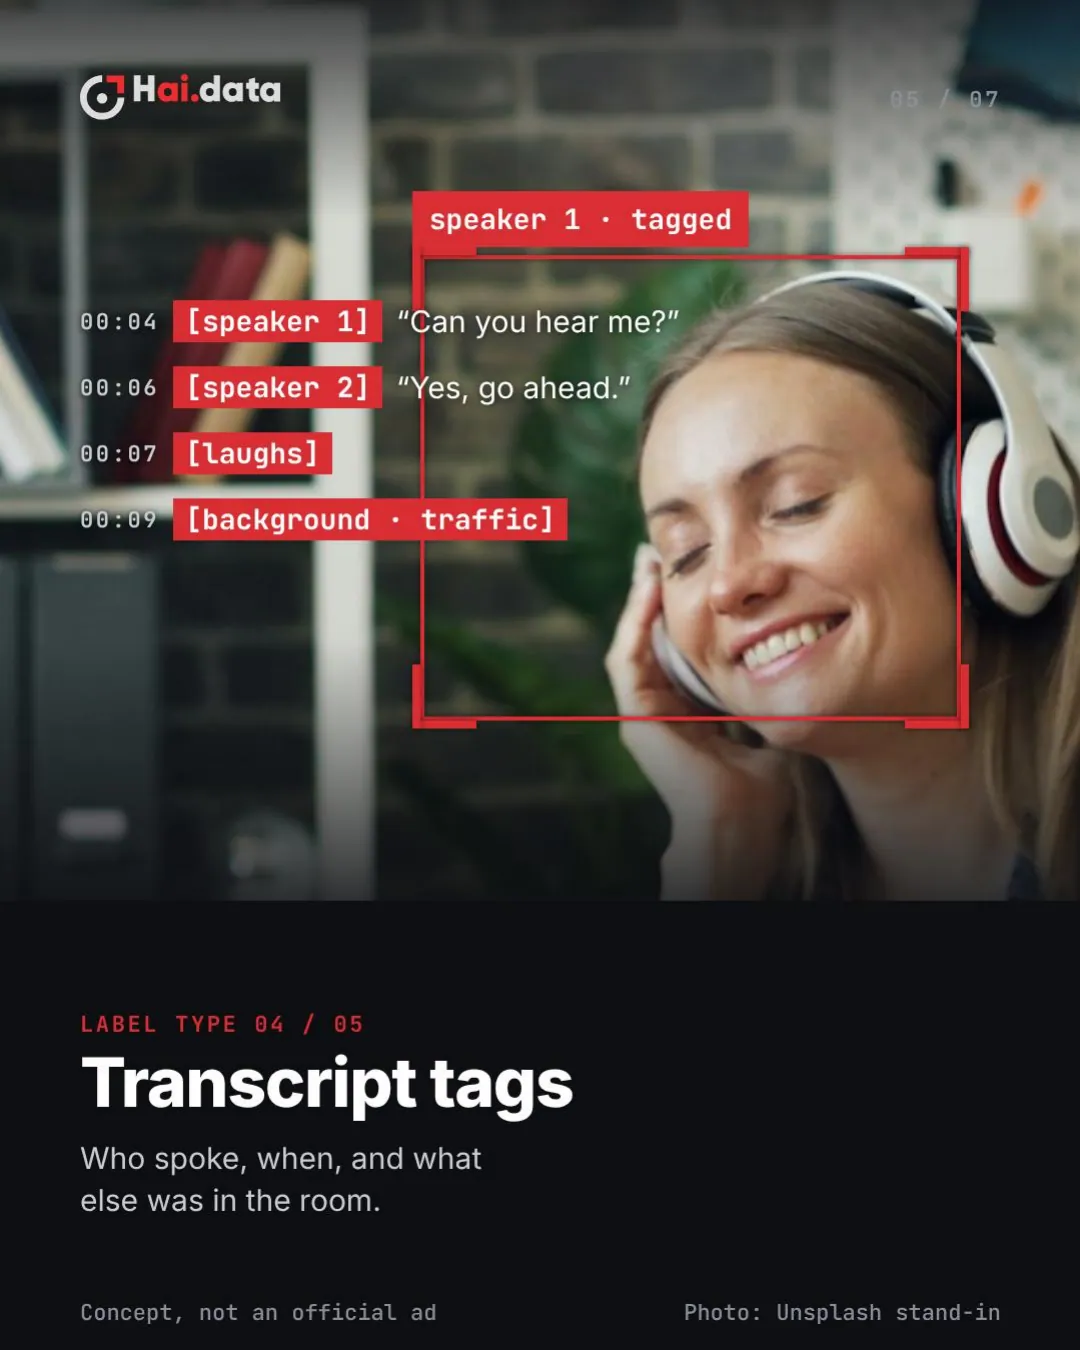 Hai.data
05 / 07
speaker 1 · tagged
00:04 [speaker 1] “Can you hear me?”
00:06 [speaker 2] “Yes, go ahead.”
00:07 [laughs]
00:09 [background · traffic]
LABEL TYPE 04 / 05
Transcript tags
Who spoke, when, and what
else was in the room.
Concept, not an official ad
Photo: Unsplash stand-in